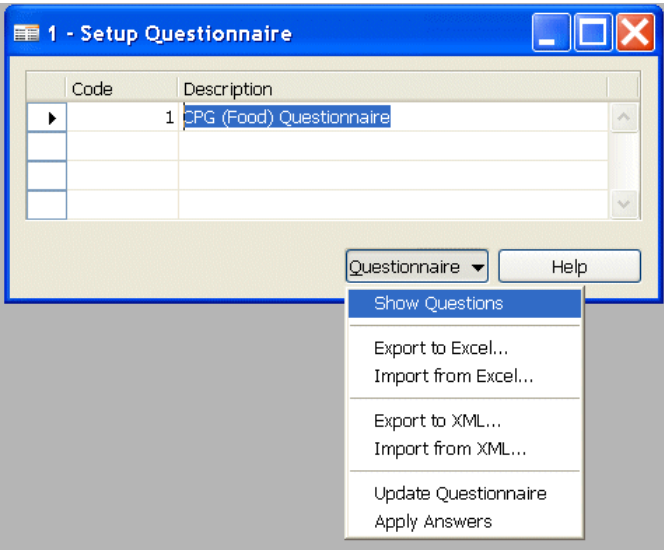 1 - Setup Questionnaire
Code Description
1 CPG (Food) Questionnaire
Questionnaire Help
Show Questions
Export to Excel...
Import from Excel...
Export to XML...
Import from XML...
Update Questionnaire
Apply Answers